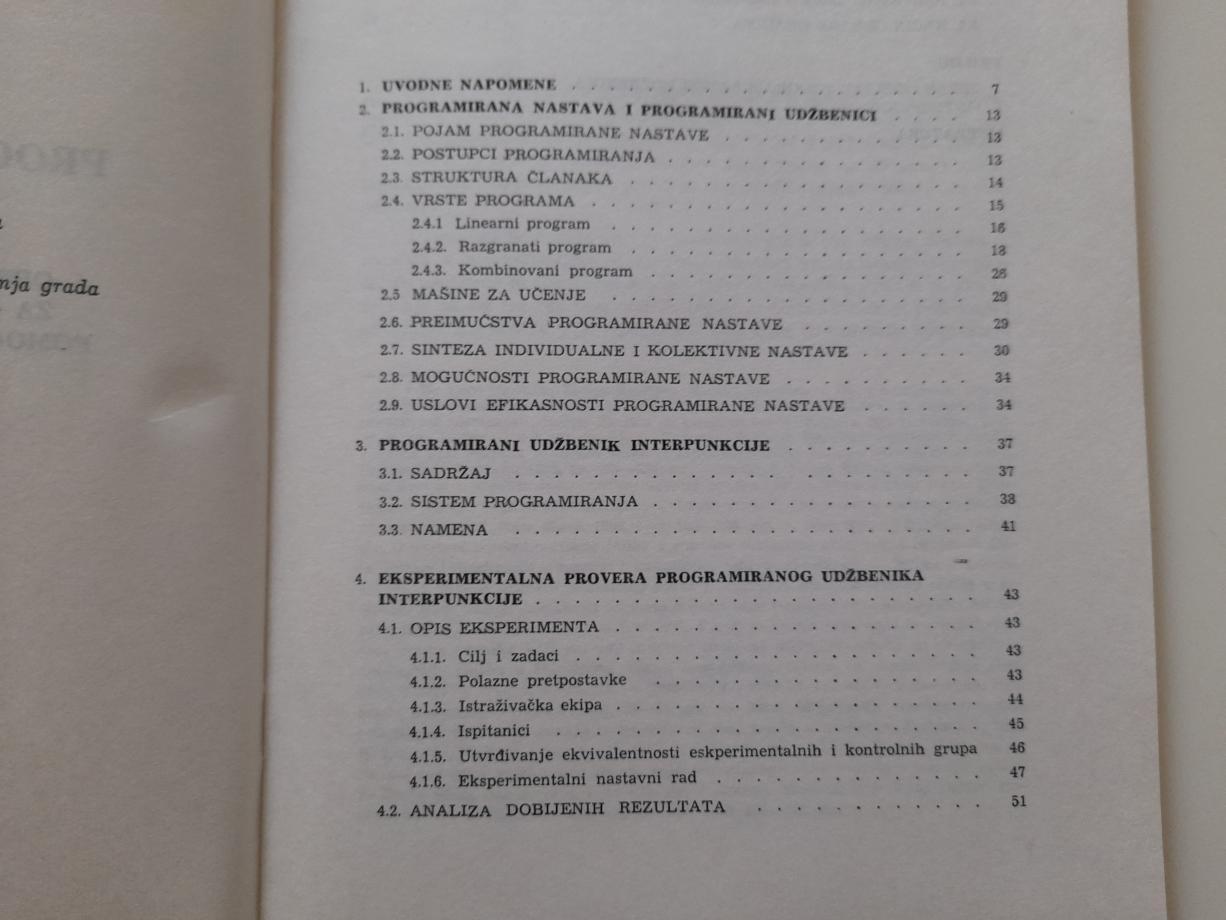 nja grada
1. UVODNE NAPOMENE . . . . . . . . . . . . . . . . . . . . 7
2. PROGRAMIRANA NASTAVA I PROGRAMIRANI UDŽBENICI . . . . 13
2.1. POJAM PROGRAMIRANE NASTAVE . . . . . . . . . . . . . 13
2.2. POSTUPCI PROGRAMIRANJA . . . . . . . . . . . . . . . . 13
2.3. STRUKTURA ČLANAKA . . . . . . . . . . . . . . . . . . 14
2.4. VRSTE PROGRAMA . . . . . . . . . . . . . . . . . . . . 15
2.4.1 Linearni program . . . . . . . . . . . . . . . . . . . 16
2.4.2. Razgranati program . . . . . . . . . . . . . . . . . . 18
2.4.3. Kombinovani program . . . . . . . . . . . . . . . . . 28
2.5 MAŠINE ZA UČENJE . . . . . . . . . . . . . . . . . . . 29
2.6. PREIMUĆSTVA PROGRAMIRANE NASTAVE . . . . . . . . . 29
2.7. SINTEZA INDIVIDUALNE I KOLEKTIVNE NASTAVE . . . . . . 30
2.8. MOGUĆNOSTI PROGRAMIRANE NASTAVE . . . . . . . . . . 34
2.9. USLOVI EFIKASNOSTI PROGRAMIRANE NASTAVE . . . . . . 34
3. PROGRAMIRANI UDŽBENIK INTERPUNKCIJE . . . . . . . . . . 37
3.1. SADRŽAJ . . . . . . . . . . . . . . . . . . . . . . . 37
3.2. SISTEM PROGRAMIRANJA . . . . . . . . . . . . . . . . . 38
3.3. NAMENA . . . . . . . . . . . . . . . . . . . . . . . 41
4. EKSPERIMENTALNA PROVERA PROGRAMIRANOG UDŽBENIKA
INTERPUNKCIJE . . . . . . . . . . . . . . . . . . . . . . . 43
4.1. OPIS EKSPERIMENTA . . . . . . . . . . . . . . . . . . . 43
4.1.1. Cilj i zadaci . . . . . . . . . . . . . . . . . . . . . 43
4.1.2. Polazne pretpostavke . . . . . . . . . . . . . . . . . 43
4.1.3. Istraživačka ekipa . . . . . . . . . . . . . . . . . . . 44
4.1.4. Ispitanici . . . . . . . . . . . . . . . . . . . . . . 45
4.1.5. Utvrđivanje ekvivalentnosti eskperimentalnih i kontrolnih grupa 46
4.1.6. Eksperimentalni nastavni rad . . . . . . . . . . . . . . 47
4.2. ANALIZA DOBIJENIH REZULTATA . . . . . . . . . . . . 51